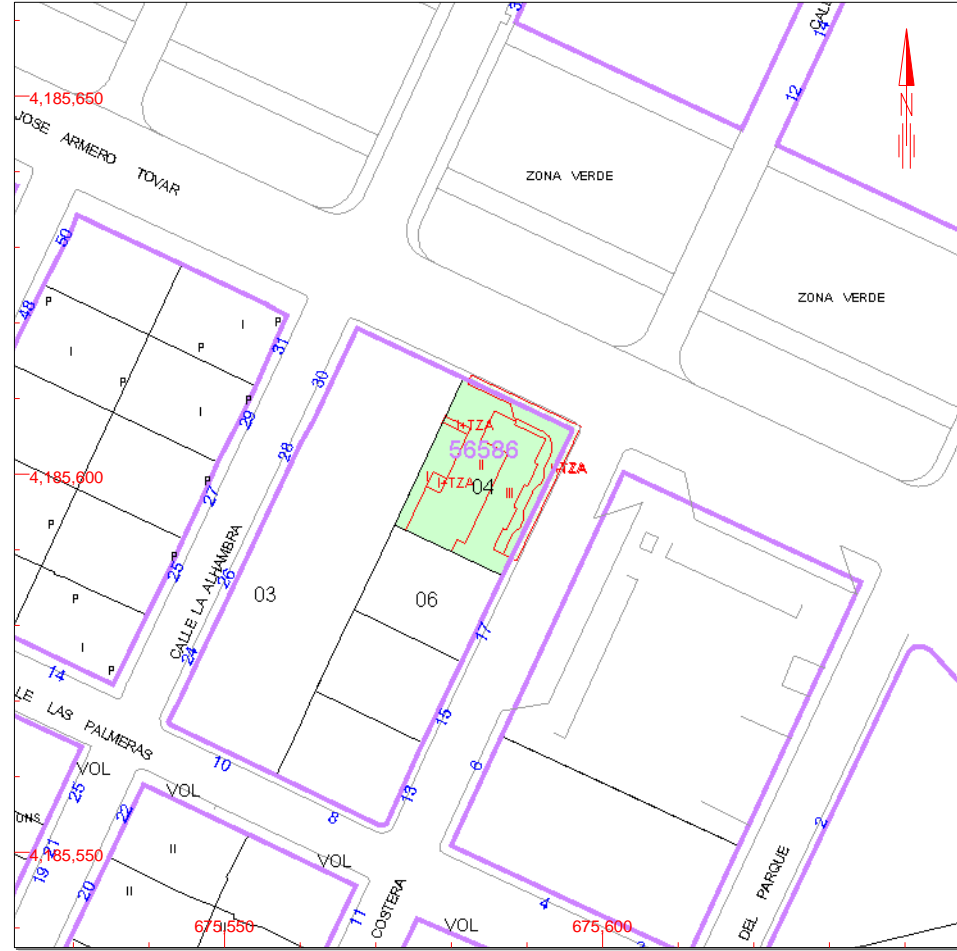 3
CALL
14
12
4,185,650
N
JOSE ARMERO TOVAR
ZONA VERDE
ZONA VERDE
50
48
P
I
P
31
I
P
P
I
P
29
30
28
I+TZA
56586
II
I+TZA
04
III
I+TZA
4,185,600
P
27
P
P
25
26
CALLE LA ALHAMBRA
03
06
P
I
P
24
17
14
LE LAS PALMERAS
15
10
6
13
8
VOL
25
VOL
22
UNS
21
19
4,185,550
II
20
II
VOL
2
11
COSTERA
VOL
4
DEL PARQUE
675,550
675,600